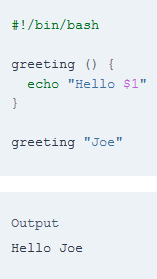 #!/bin/bash
greeting () {
echo "Hello $1"
}
greeting "Joe"
Output
Hello Joe